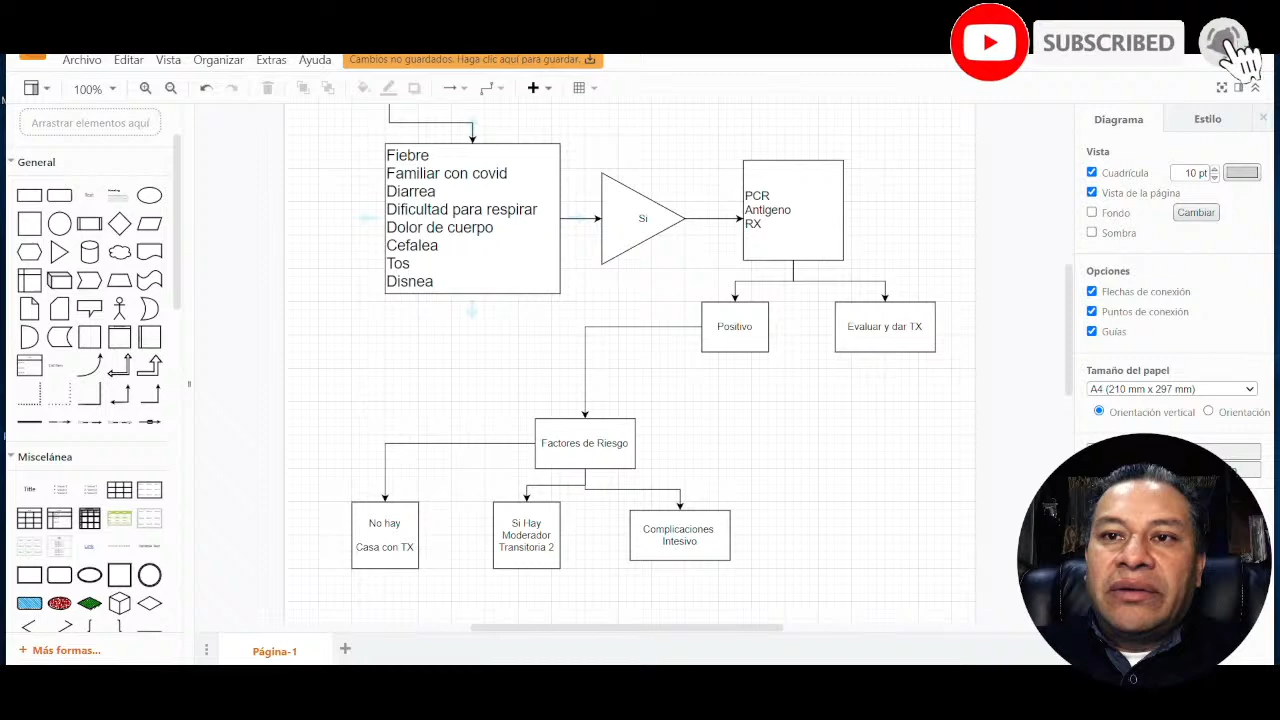 SUBSCRIBED
Archivo Editar Vista Organizar Extras Ayuda
Cambios no guardados. Haga clic aquí para guardar.
100%
Arrastrar elementos aquí
General
Text
Heading
Miscelánea
Title
+ Más formas...
Fiebre
Familiar con covid
Diarrea
Dificultad para respirar
Dolor de cuerpo
Cefalea
Tos
Disnea
Si
PCR
Antigeno
RX
Positivo
Evaluar y dar TX
Factores de Riesgo
No hay
Casa con TX
Si Hay
Moderador
Transitoria 2
Complicaciones
Intesivo
Página-1
Diagrama
Estilo
Vista
Cuadrícula
10 pt
Vista de la página
Fondo
Cambiar
Sombra
Opciones
Flechas de conexión
Puntos de conexión
Guías
Tamaño del papel
A4 (210 mm x 297 mm)
Orientación vertical
Orientación